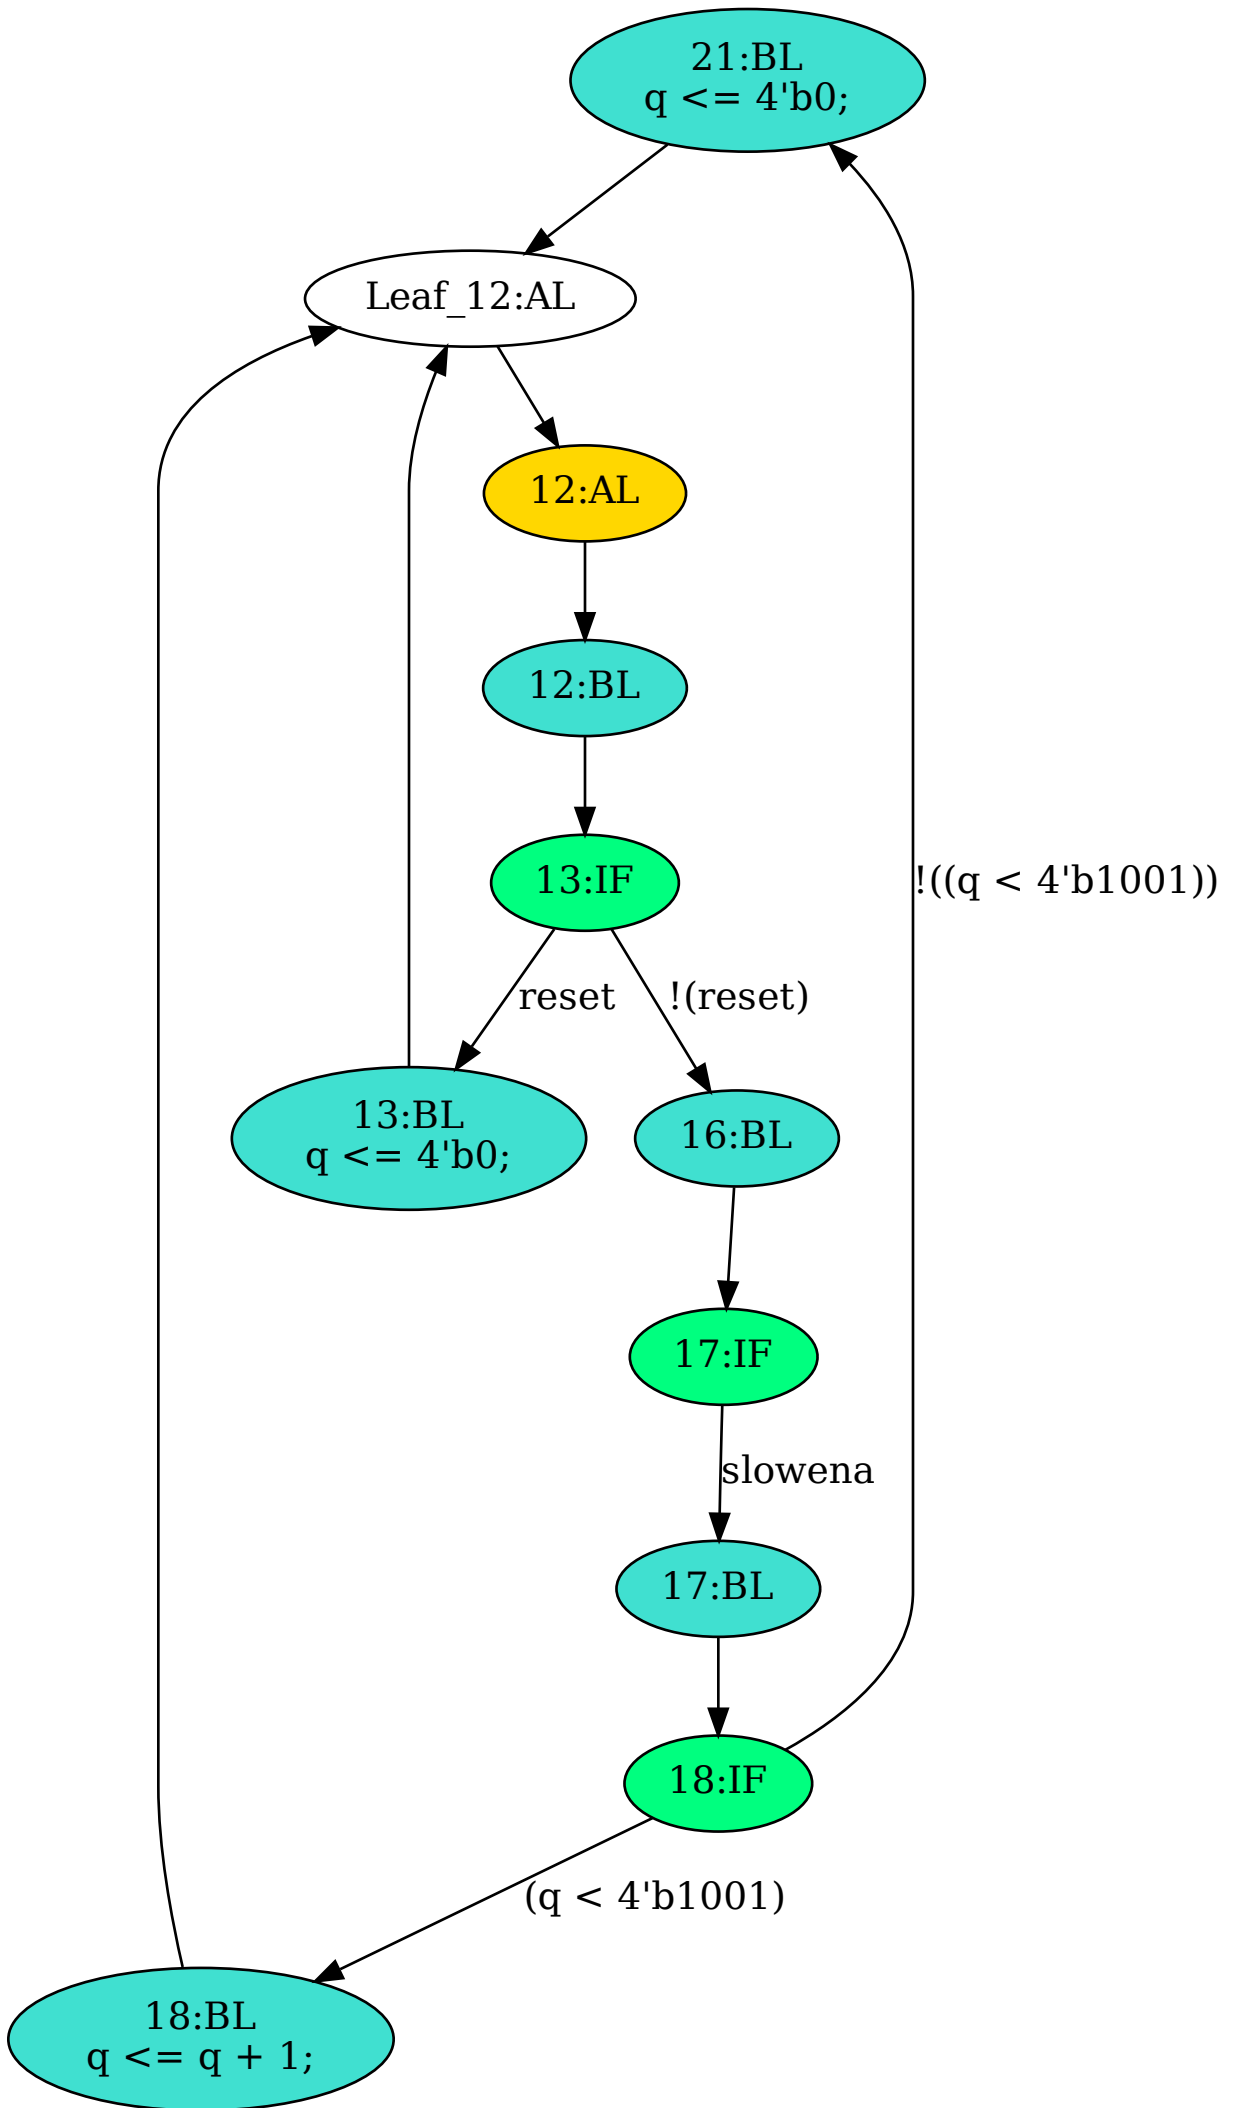 21:BL
q <= 4'b0;
Leaf_12:AL
12:AL
12:BL
13:IF
!((q < 4'b1001))
reset
!(reset)
13:BL
q <= 4'b0;
16:BL
17:IF
slowena
17:BL
18:IF
(q < 4'b1001)
18:BL
q <= q + 1;